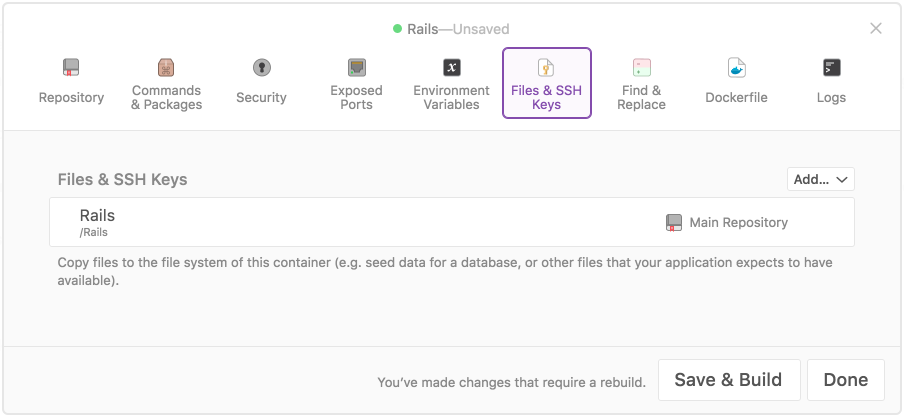 Rails—Unsaved
Repository
Commands
& Packages
Security
Exposed
Ports
Environment
Variables
Files & SSH
Keys
Find &
Replace
Dockerfile
Logs
Files & SSH Keys
Add...
Rails
/Rails
Main Repository
Copy files to the file system of this container (e.g. seed data for a database, or other files that your application expects to have
available).
You’ve made changes that require a rebuild.
Save & Build
Done